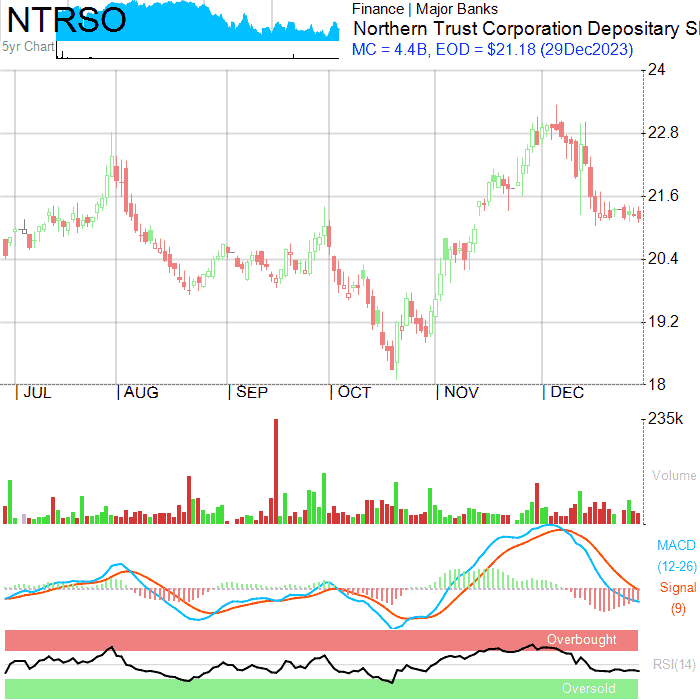 NTRSO
Finance | Major Banks
Northern Trust Corporation Depositary S
5yr Chart
MC = 4.4B, EOD = $21.18 (29Dec2023)
24
22.8
21.6
20.4
19.2
18
JUL AUG SEP OCT NOV DEC
235k
Volume
MACD
(12-26)
Signal
(9)
Overbought
RSI(14)
Oversold